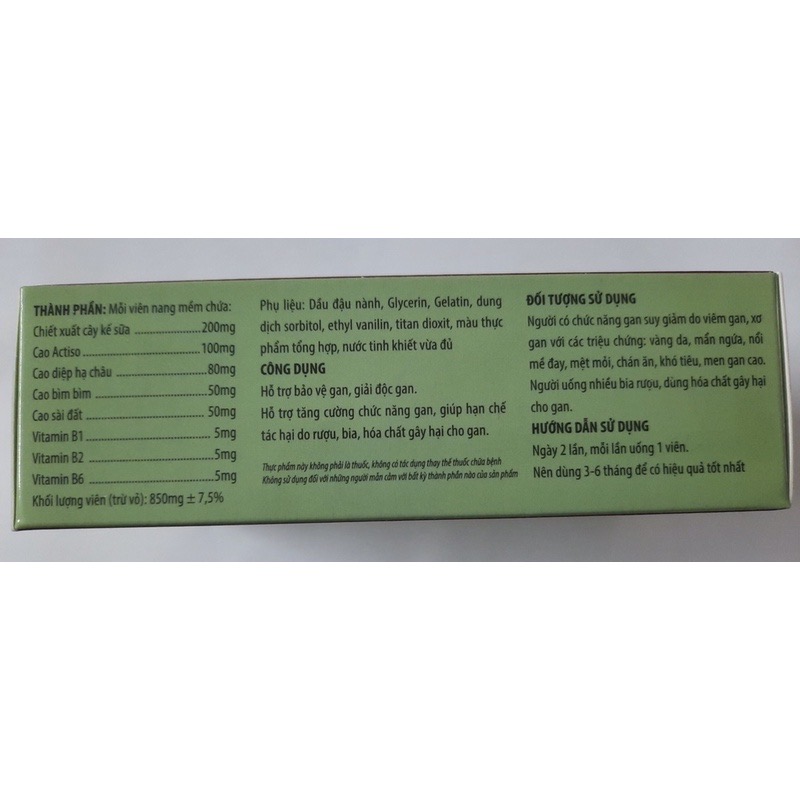 THÀNH PHẦN: Mỗi viên nang mềm chứa:
Chiết xuất cây kế sữa ........................ 200mg
Cao Actiso ........................ 100mg
Cao diệp hạ châu ........................ 80mg
Cao bìm bìm ........................ 50mg
Cao sài đất ........................ 50mg
Vitamin B1 ........................ 5mg
Vitamin B2 ........................ 5mg
Vitamin B6 ........................ 5mg
Khối lượng viên (trừ vỏ): 850mg ± 7,5%
Phụ liệu: Dầu đậu nành, Glycerin, Gelatin, dung
dịch sorbitol, ethyl vanilin, titan dioxit, màu thực
phẩm tổng hợp, nước tinh khiết vừa đủ
CÔNG DỤNG
Hỗ trợ bảo vệ gan, giải độc gan.
Hỗ trợ tăng cường chức năng gan, giúp hạn chế
tác hại do rượu, bia, hóa chất gây hại cho gan.
Thực phẩm này không phải là thuốc, không có tác dụng thay thế thuốc chữa bệnh
Không sử dụng đối với những người mẫn cảm với bất kỳ thành phần nào của sản phẩm
ĐỐI TƯỢNG SỬ DỤNG
Người có chức năng gan suy giảm do viêm gan, xơ
gan với các triệu chứng: vàng da, mẩn ngứa, nổi
mề đay, mệt mỏi, chán ăn, khó tiêu, men gan cao.
Người uống nhiều bia rượu, dùng hóa chất gây hại
cho gan.
HƯỚNG DẪN SỬ DỤNG
Ngày 2 lần, mỗi lần uống 1 viên.
Nên dùng 3-6 tháng để có hiệu quả tốt nhất